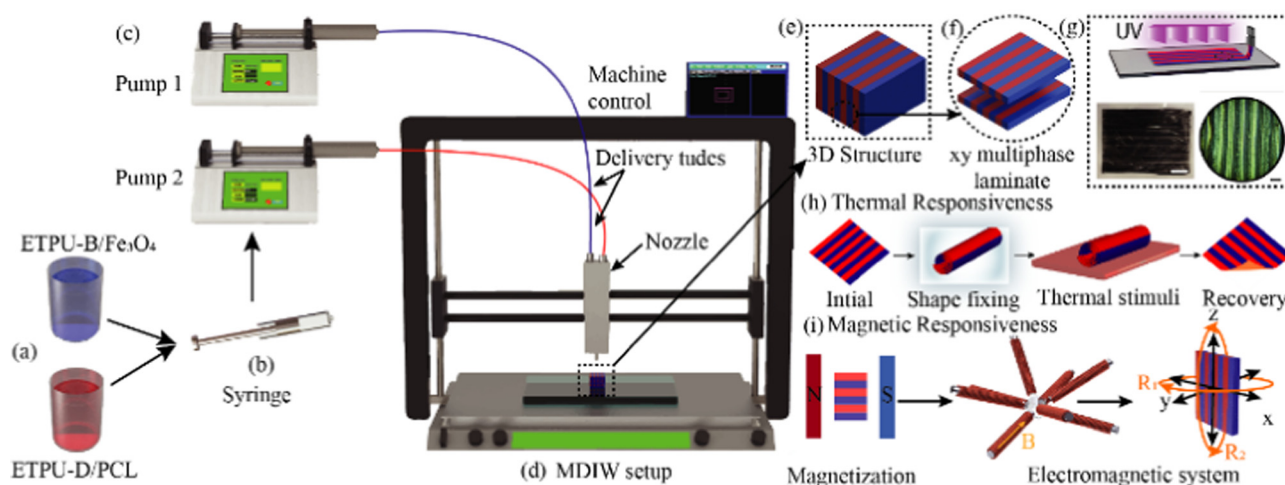 (c)
Pump 1
Pump 2
ETPU-B/Fe₃O₄
(a)
(b)
Syringe
ETPU-D/PCL
Machine
control
Delivery tudes
Nozzle
(d) MDIW setup
(e)
3D Structure
(f)
xy multiphase
laminate
(g)
UV
(h) Thermal Responsiveness
Intial
Shape fixing
Thermal stimuli
Recovery
(i) Magnetic Responsiveness
N
S
Magnetization
B
Electromagnetic system
z
R₁
y
x
R₂